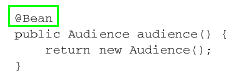 @Bean
public Audience audience() {
    return new Audience();
}